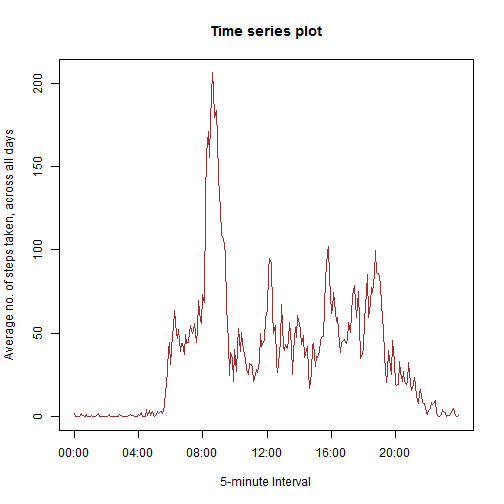 Time series plot
Average no. of steps taken, across all days
200
150
100
50
0
00:00 04:00 08:00 12:00 16:00 20:00
5-minute Interval